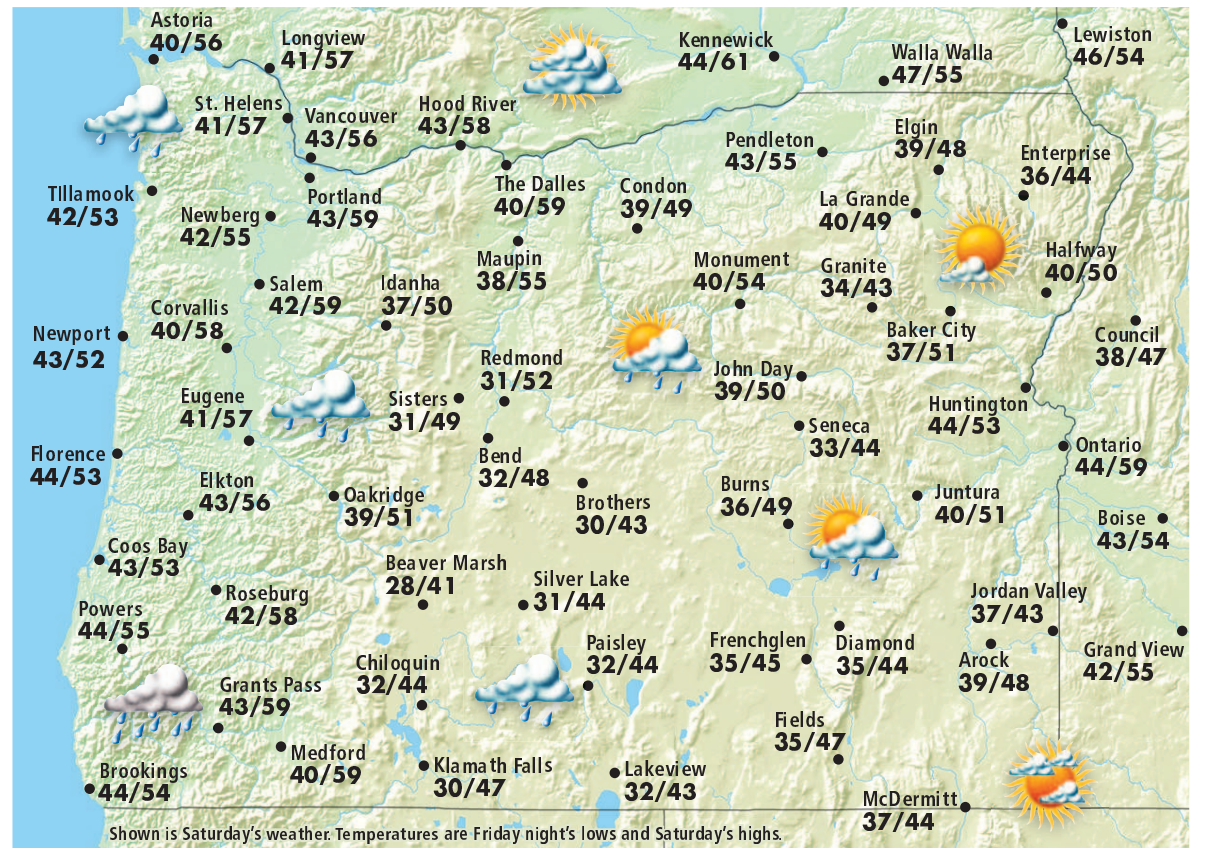 Astoria
40/56
Longview
41/57
Kennewick
44/61
Walla Walla
47/55
Lewiston
46/54
St. Helens
41/57
Vancouver
43/56
Hood River
43/58
Pendleton
43/55
Elgin
39/48
Enterprise
36/44
TIllamook
42/53
Newberg
42/55
Portland
43/59
The Dalles
40/59
Condon
39/49
La Grande
40/49
Maupin
38/55
Monument
40/54
Granite
34/43
Halfway
40/50
Salem
42/59
Idanha
37/50
Corvallis
40/58
Newport
43/52
Baker City
37/51
Council
38/47
Redmond
31/52
John Day
39/50
Eugene
41/57
Sisters
31/49
Huntington
44/53
Seneca
33/44
Florence
44/53
Bend
32/48
Ontario
44/59
Elkton
43/56
Oakridge
39/51
Brothers
30/43
Burns
36/49
Juntura
40/51
Boise
43/54
Coos Bay
43/53
Beaver Marsh
28/41
Silver Lake
31/44
Roseburg
42/58
Powers
44/55
Jordan Valley
37/43
Paisley
32/44
Frenchglen
35/45
Diamond
35/44
Arock
39/48
Grand View
42/55
Chiloquin
32/44
Grants Pass
43/59
Fields
35/47
Medford
40/59
Klamath Falls
30/47
Lakeview
32/43
Brookings
44/54
McDermitt
37/44
Shown is Saturday's weather. Temperatures are Friday night's lows and Saturday's highs.